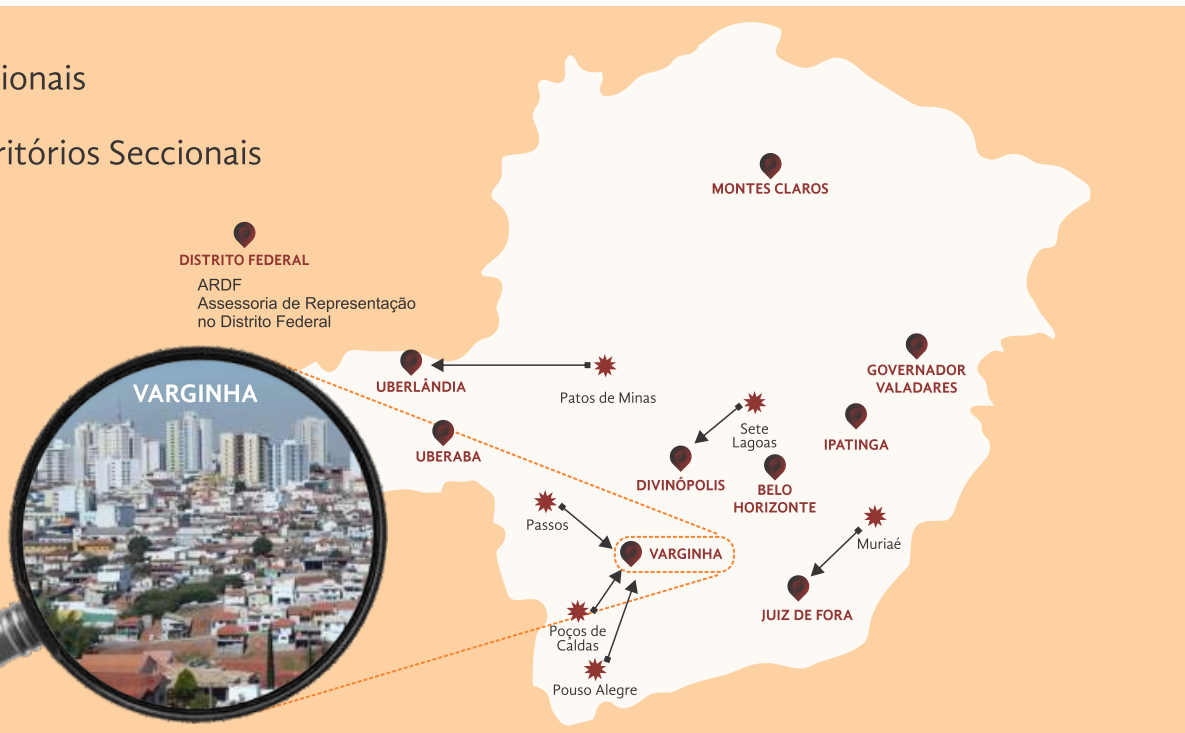 ionais
ritórios Seccionais
MONTES CLAROS
DISTRITO FEDERAL
ARDF
Assessoria de Representação
no Distrito Federal
VARGINHA
UBERLÂNDIA
Patos de Minas
GOVERNADOR
VALADARES
UBERABA
Sete
Lagoas
IPATINGA
DIVINÓPOLIS
BELO
HORIZONTE
Passos
VARGINHA
Muriaé
JUIZ DE FORA
Poços de
Caldas
Pouso Alegre